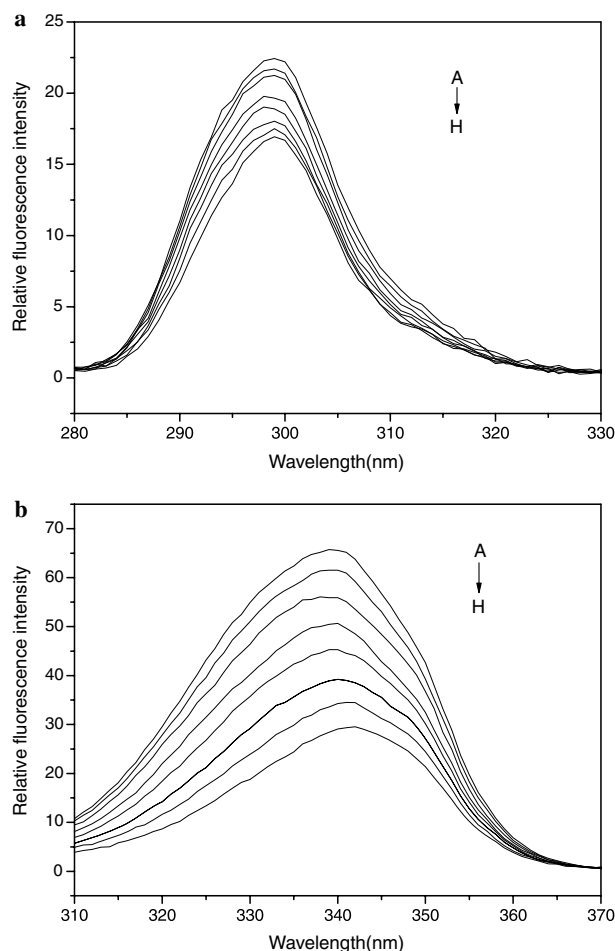 a
25
20
15
10
5
0
Relative fluorescence intensity
A
H
280 290 300 310 320 330
Wavelength(nm)
b
70
60
50
40
30
20
10
0
Relative fluorescence intensity
A
H
310 320 330 340 350 360 370
Wavelength(nm)